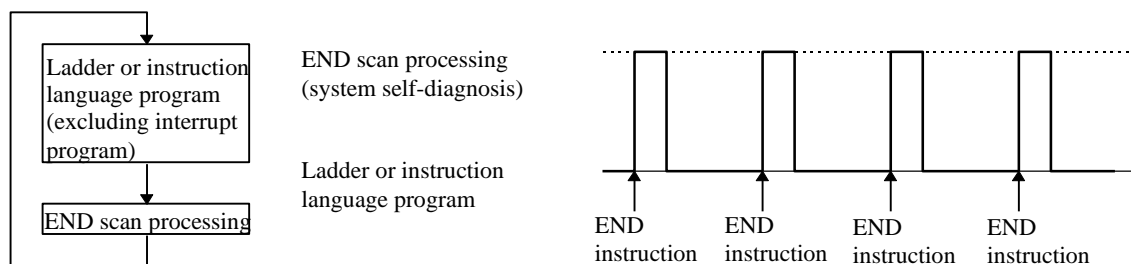 Ladder or instruction
language program
(excluding interrupt
program)
END scan processing
END scan processing
(system self-diagnosis)
Ladder or instruction
language program
END
instruction
END
instruction
END
instruction
END
instruction